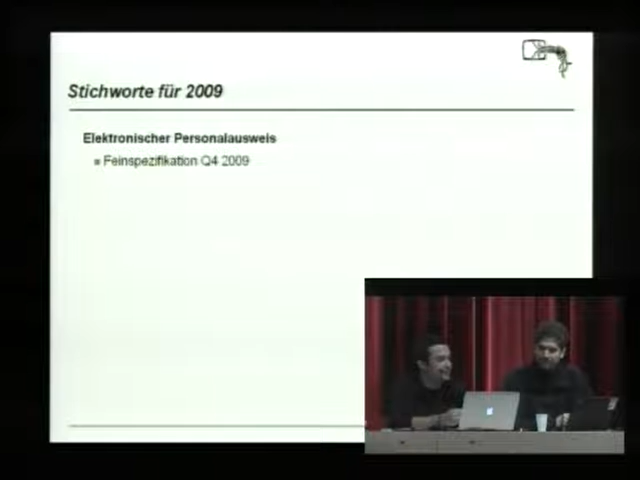 Stichworte für 2009
Elektronischer Personalausweis
Feinspezifikation Q4 2009